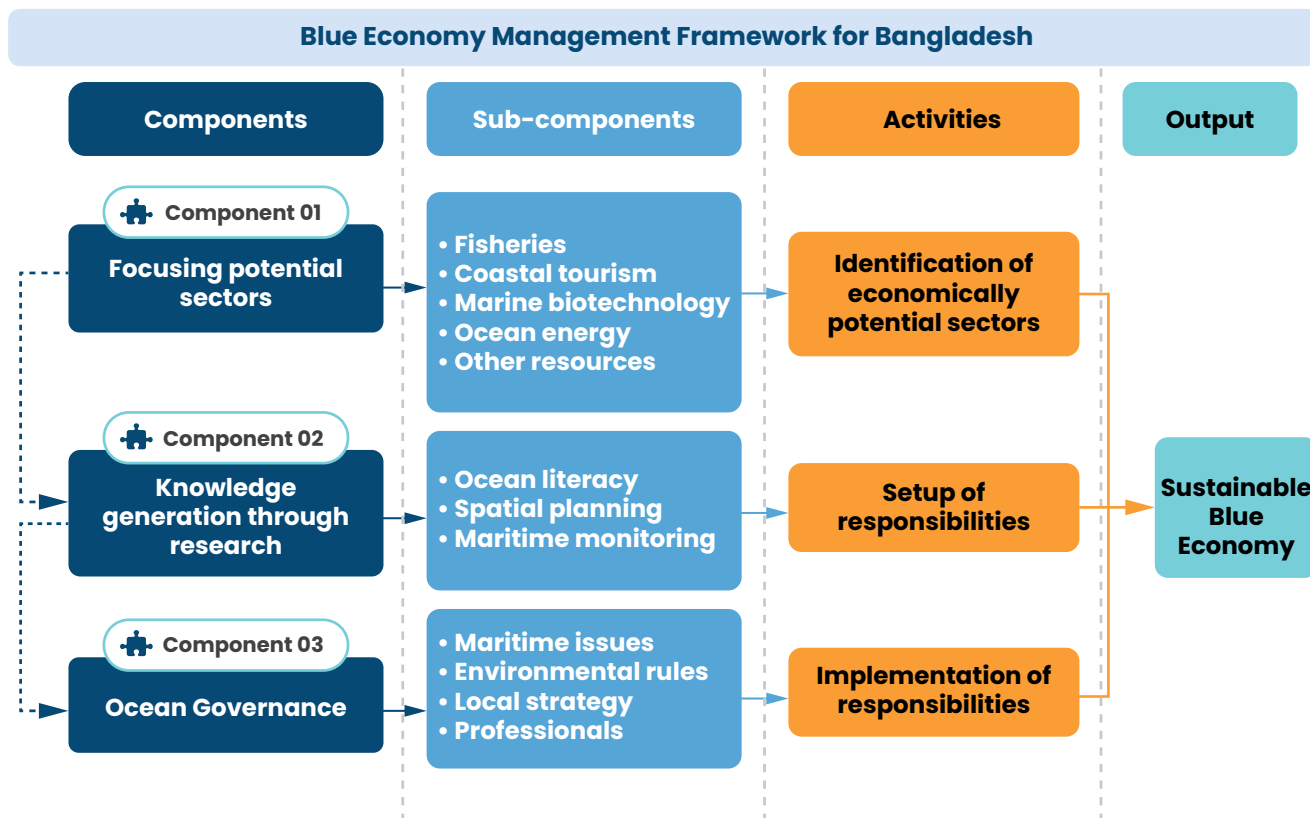 Blue Economy Management Framework for Bangladesh
Components
Sub-components
Activities
Output
Component 01
Focusing potential
sectors
• Fisheries
• Coastal tourism
• Marine biotechnology
• Ocean energy
• Other resources
Identification of
economically
potential sectors
Component 02
Knowledge
generation through
research
• Ocean literacy
• Spatial planning
• Maritime monitoring
Setup of
responsibilities
Sustainable
Blue
Economy
Component 03
Ocean Governance
• Maritime issues
• Environmental rules
• Local strategy
• Professionals
Implementation of
responsibilities